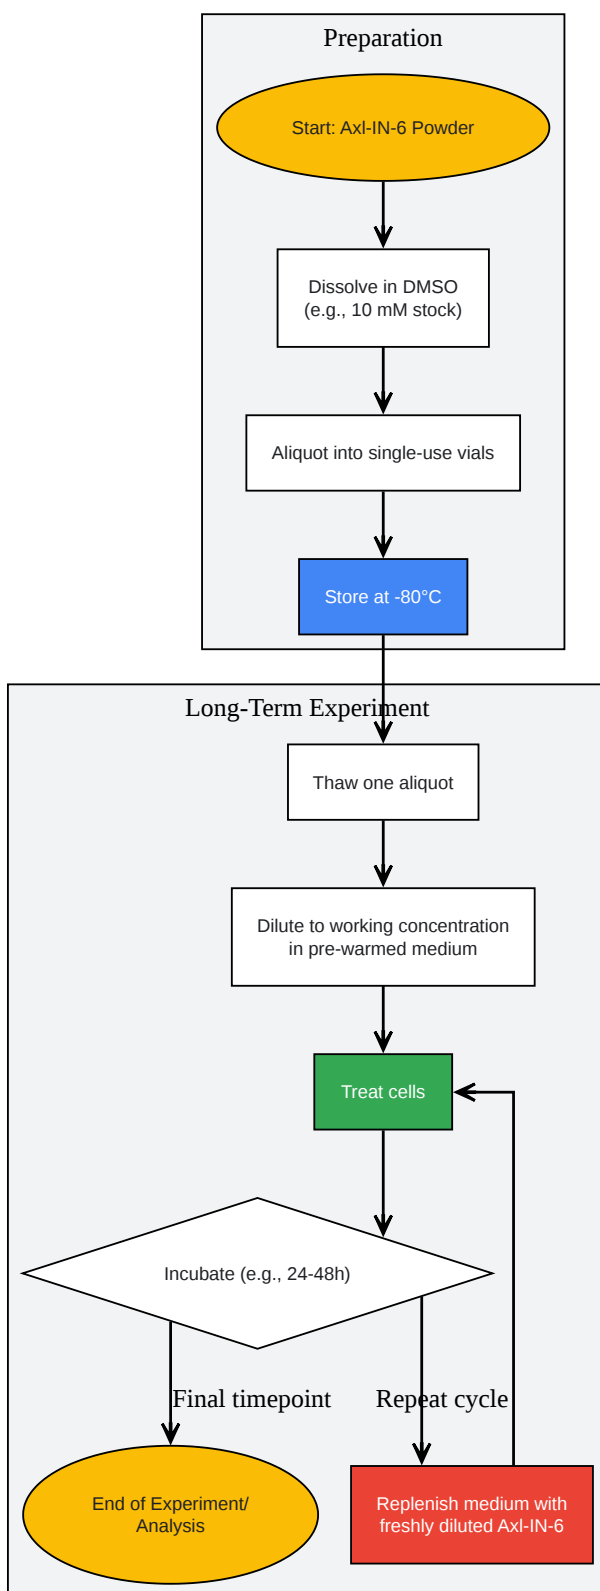 Preparation
Start: Axl-IN-6 Powder
Dissolve in DMSO
(e.g., 10 mM stock)
Aliquot into single-use vials
Store at -80°C
Long-Term Experiment
Thaw one aliquot
Dilute to working concentration
in pre-warmed medium
Treat cells
Incubate (e.g., 24-48h)
Final timepoint
Repeat cycle
End of Experiment/
Analysis
Replenish medium with
freshly diluted Axl-IN-6